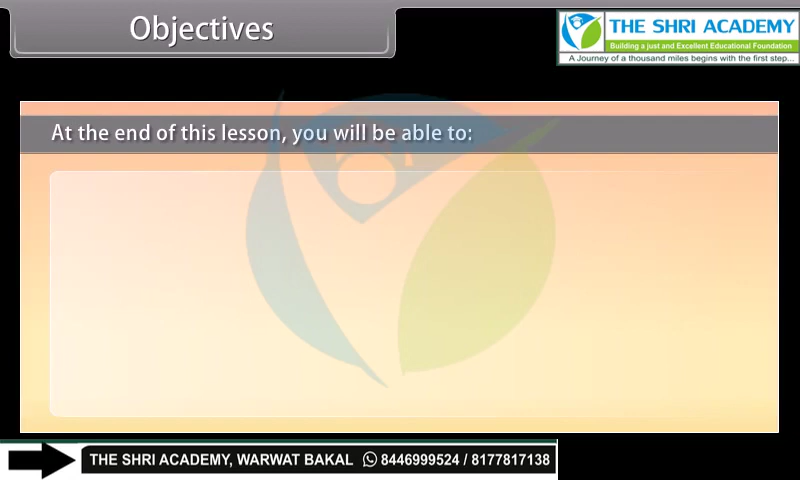 Objectives
THE SHRI ACADEMY
Building a just and Excellent Educational Foundation
A Journey of a thousand miles begins with the first step...
At the end of this lesson, you will be able to:
THE SHRI ACADEMY, WARWAT BAKAL 8446999524 / 8177817138